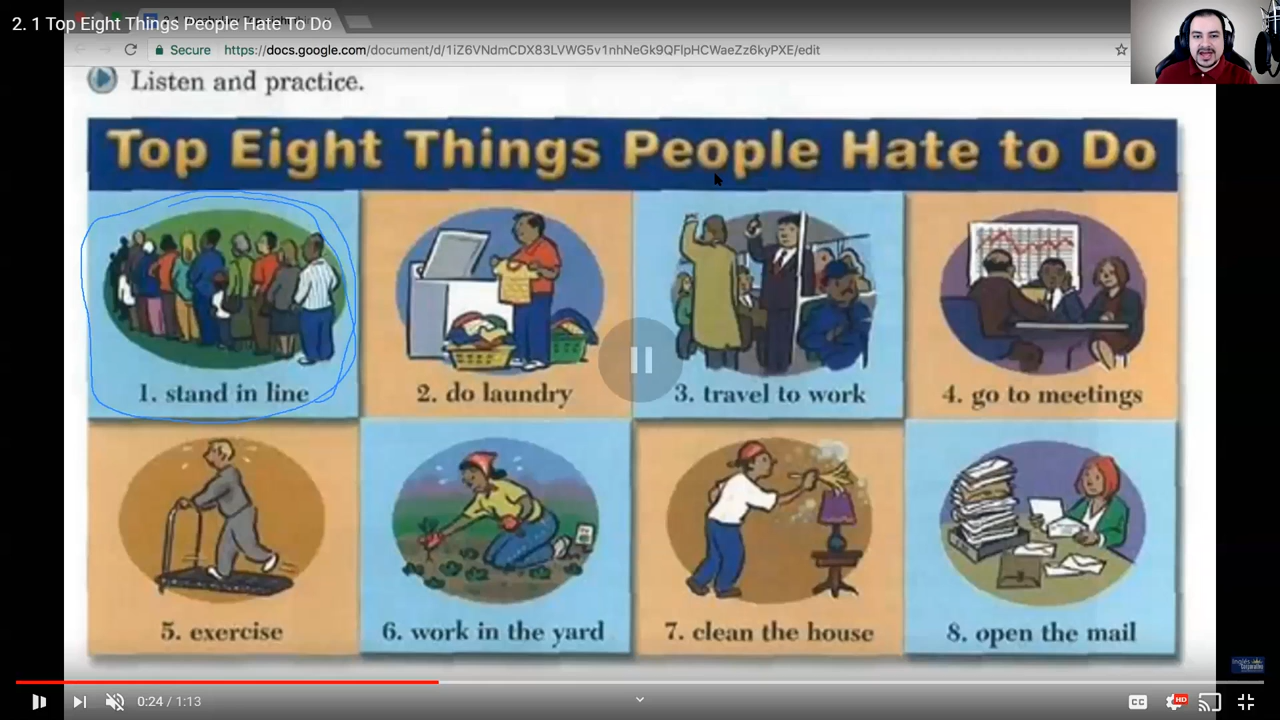 2. 1 Top Eight Things People Hate To Do
Secure
https://docs.google.com/document/d/1iZ6VNdmCDX83LVWG5v1nhNeGk9QFlpHCWaeZz6kyPXE/edit
Listen and practice.
Top Eight Things People Hate to Do
1. stand in line
2. do laundry
3. travel to work
4. go to meetings
5. exercise
6. work in the yard
7. clean the house
8. open the mail
0:24 / 1:13
CC
HD